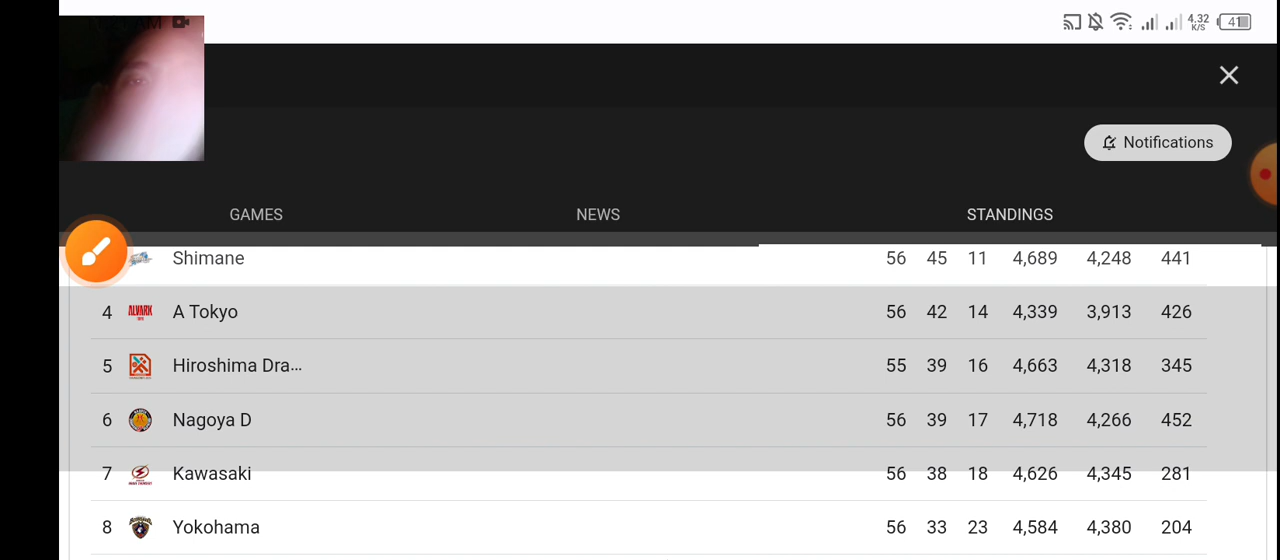 4.32
K/S
41
Notifications
GAMES NEWS STANDINGS
Shimane 56 45 11 4,689 4,248 441
4 ALVARK A Tokyo 56 42 14 4,339 3,913 426
5 Hiroshima Dra... 55 39 16 4,663 4,318 345
6 Nagoya D 56 39 17 4,718 4,266 452
7 Kawasaki 56 38 18 4,626 4,345 281
8 Yokohama 56 33 23 4,584 4,380 204